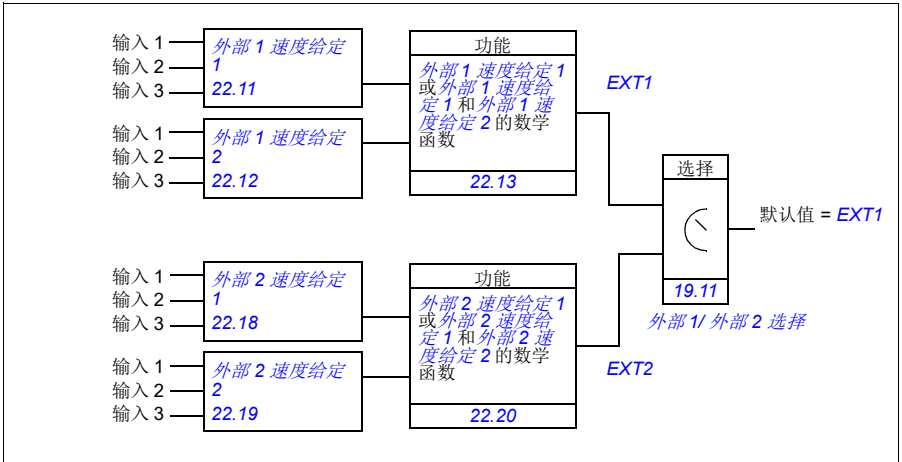 输入 1
输入 2
输入 3
外部 1 速度给定
1
22.11
输入 1
输入 2
输入 3
外部 1 速度给定
2
22.12
功能
外部 1 速度给定 1
或外部 1 速度给
定 1 和外部 1 速
度给定 2 的数学
函数
22.13
EXT1
选择
19.11
外部 1/ 外部 2 选择
默认值 = EXT1
输入 1
输入 2
输入 3
外部 2 速度给定
1
22.18
输入 1
输入 2
输入 3
外部 2 速度给定
2
22.19
功能
外部 2 速度给定 1
或外部 2 速度给
定 1 和外部 2 速
度给定 2 的数学
函数
22.20
EXT2